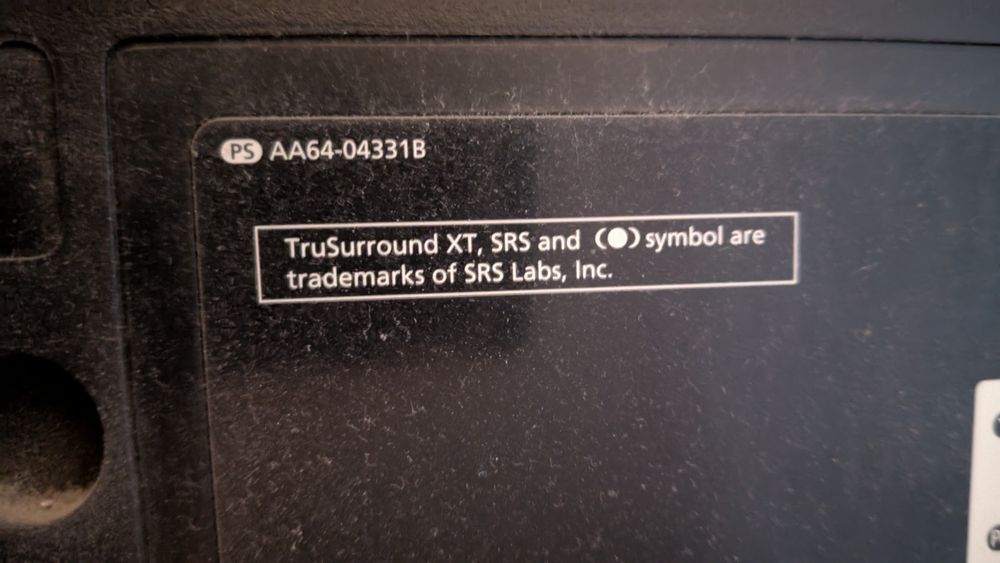 PS AA64-04331B
TruSurround XT, SRS and (●) symbol are
trademarks of SRS Labs, Inc.